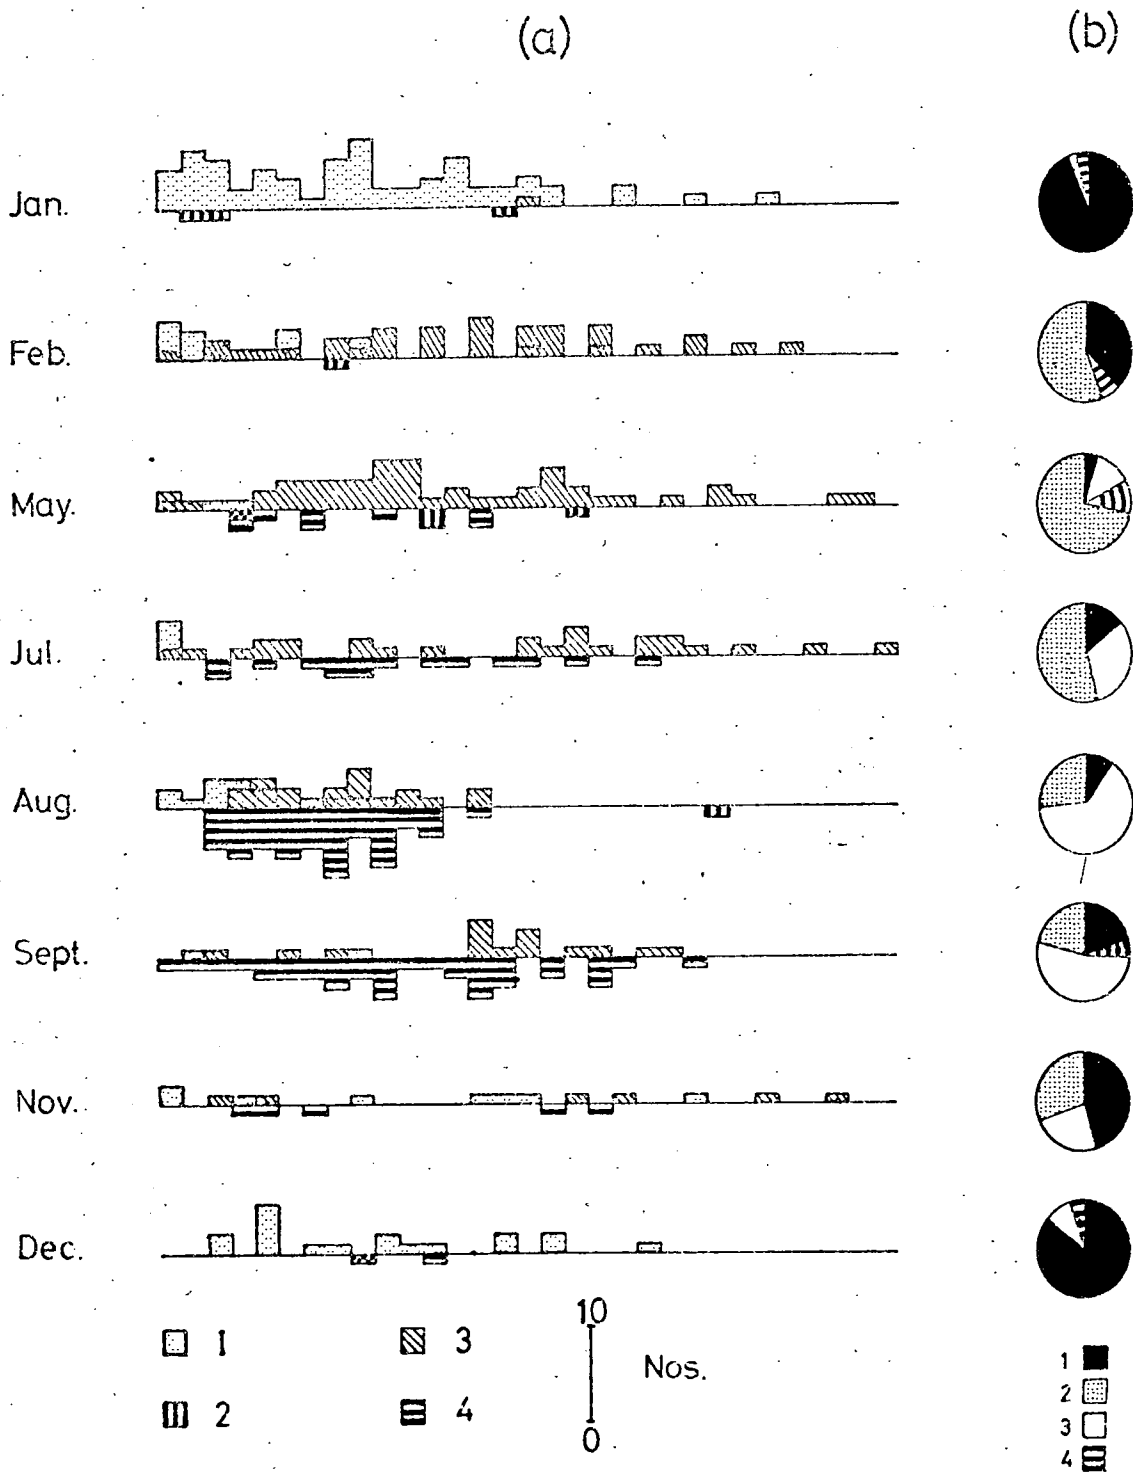 (a) (b)
Jan.
Feb.
May.
Jul.
Aug.
Sept.
Nov.
Dec.
1 3
2 4
10
Nos.
0
1
2
3
4